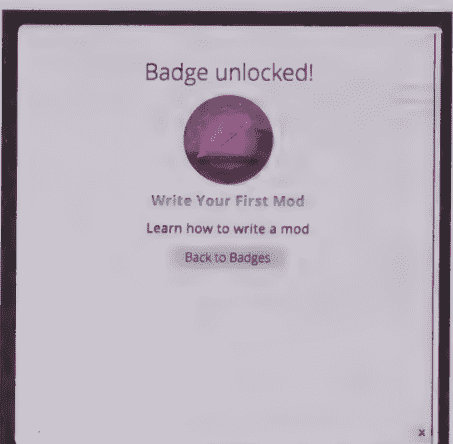 Badge unlocked!
Write Your First Mod
Learn how to write a mod
Back to Badges
x